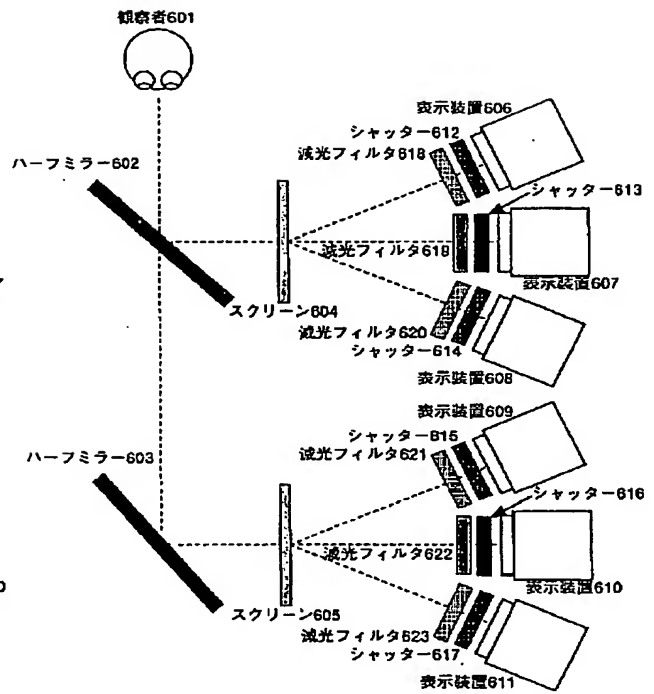 観察者601
表示装置606
シャッター612
減光フィルタ618
ハーフミラー602
シャッター613
減光フィルタ618
表示装置607
スクリーン604
減光フィルタ620
シャッター614
表示装置608
表示装置609
シャッター615
減光フィルタ621
ハーフミラー603
シャッター616
減光フィルタ622
表示装置610
スクリーン605
減光フィルタ623
シャッター617
表示装置611